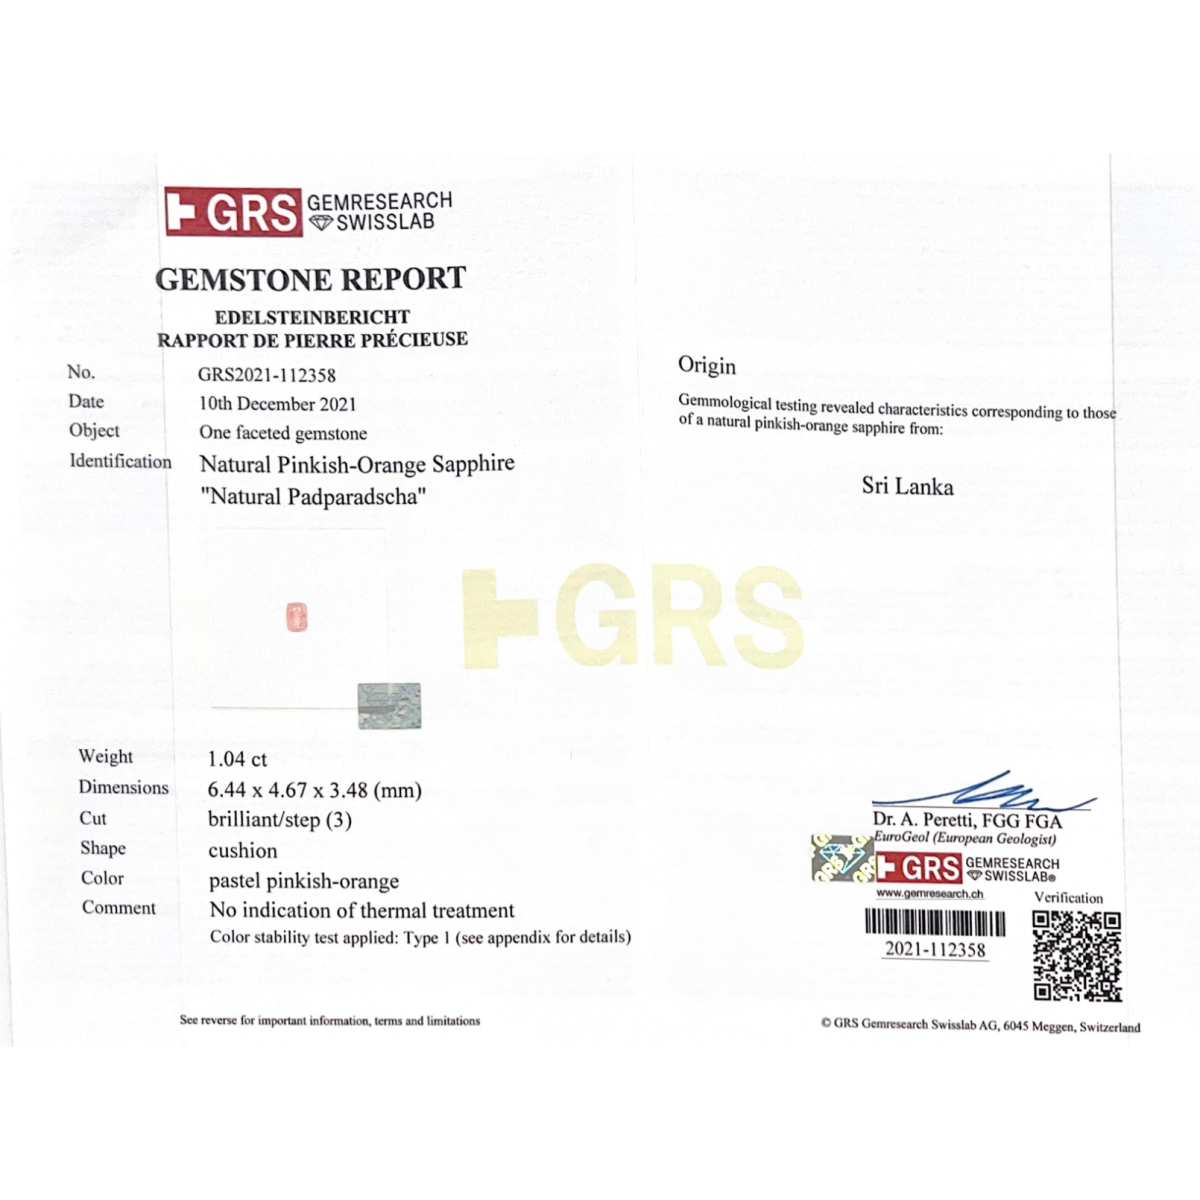 GRS GEMRESEARCH
SWISSLAB
GEMSTONE REPORT
EDELSTEINBERICHT
RAPPORT DE PIERRE PRÉCIEUSE
No. GRS2021-112358
Date 10th December 2021
Object One faceted gemstone
Identification Natural Pinkish-Orange Sapphire
"Natural Padparadscha"
Weight 1.04 ct
Dimensions 6.44 x 4.67 x 3.48 (mm)
Cut brilliant/step (3)
Shape cushion
Color pastel pinkish-orange
Comment No indication of thermal treatment
Color stability test applied: Type 1 (see appendix for details)
See reverse for important information, terms and limitations
GRS
Origin
Gemmological testing revealed characteristics corresponding to those
of a natural pinkish-orange sapphire from:
Sri Lanka
Dr. A. Peretti, FGG FGA
EuroGeol (European Geologist)
GRS GEMRESEARCH
SWISSLAB®
www.gemresearch.ch
Verification
2021-112358
© GRS Gemresearch Swisslab AG, 6045 Meggen, Switzerland